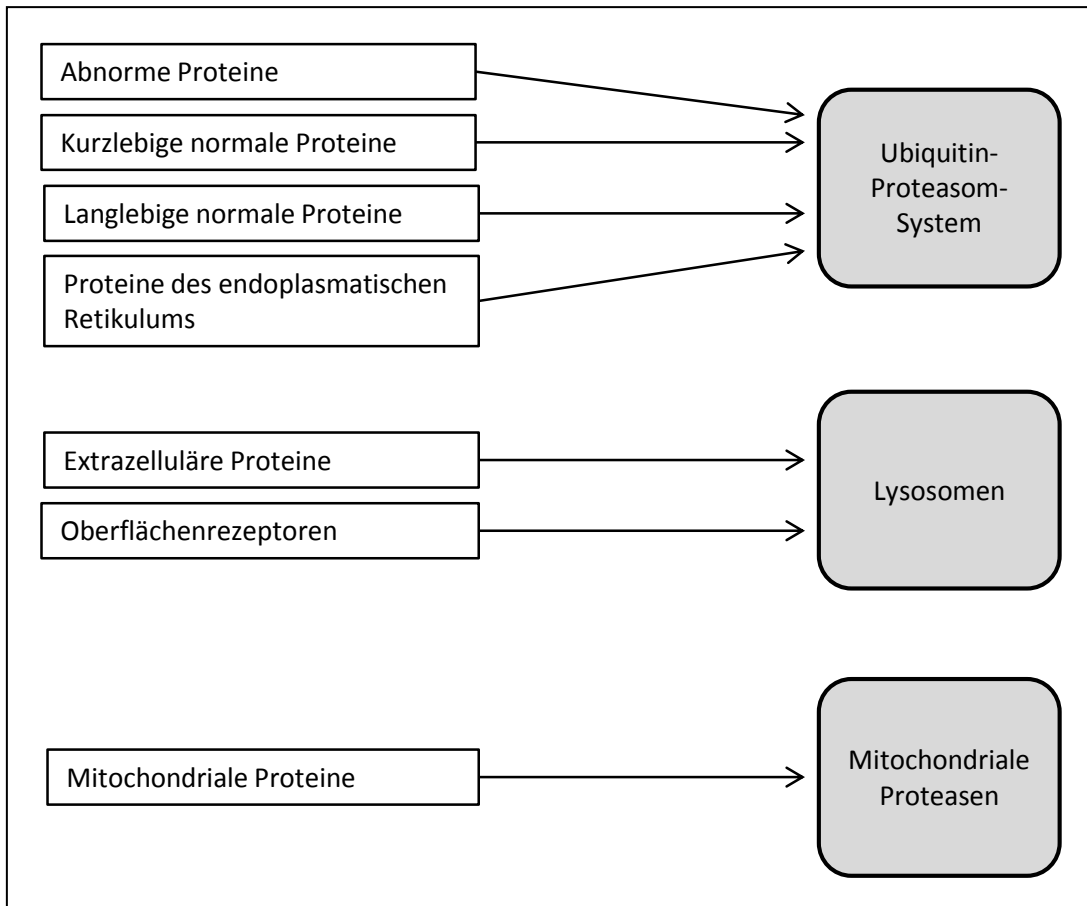 Abnorme Proteine
Kurzlebige normale Proteine
Langlebige normale Proteine
Proteine des endoplasmatischen
Retikulums
Ubiquitin-
Proteasom-
System
Extrazelluläre Proteine
Oberflächenrezeptoren
Lysosomen
Mitochondriale Proteine
Mitochondriale
Proteasen